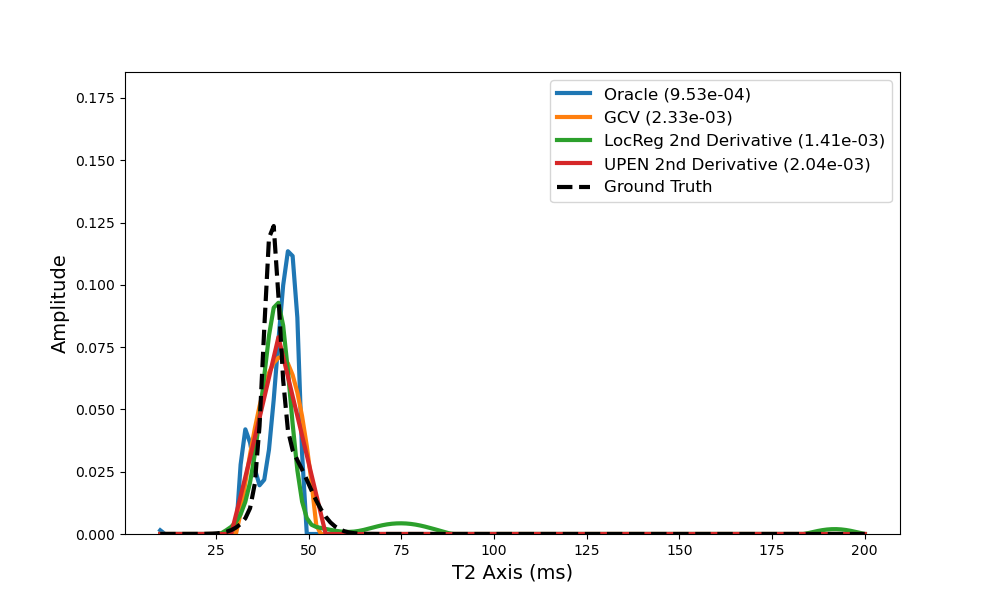 Oracle (9.53e-04)
GCV (2.33e-03)
LocReg 2nd Derivative (1.41e-03)
UPEN 2nd Derivative (2.04e-03)
Ground Truth
Amplitude
0.175
0.150
0.125
0.100
0.075
0.050
0.025
0.000
25 50 75 100 125 150 175 200
T2 Axis (ms)